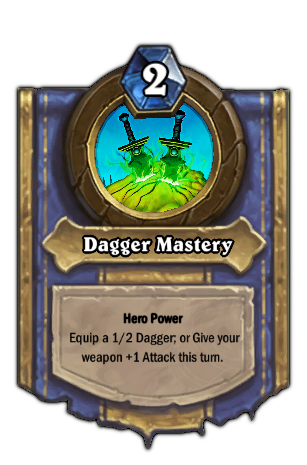 2
Dagger Mastery
Hero Power
Equip a 1/2 Dagger; or Give your
weapon +1 Attack this turn.